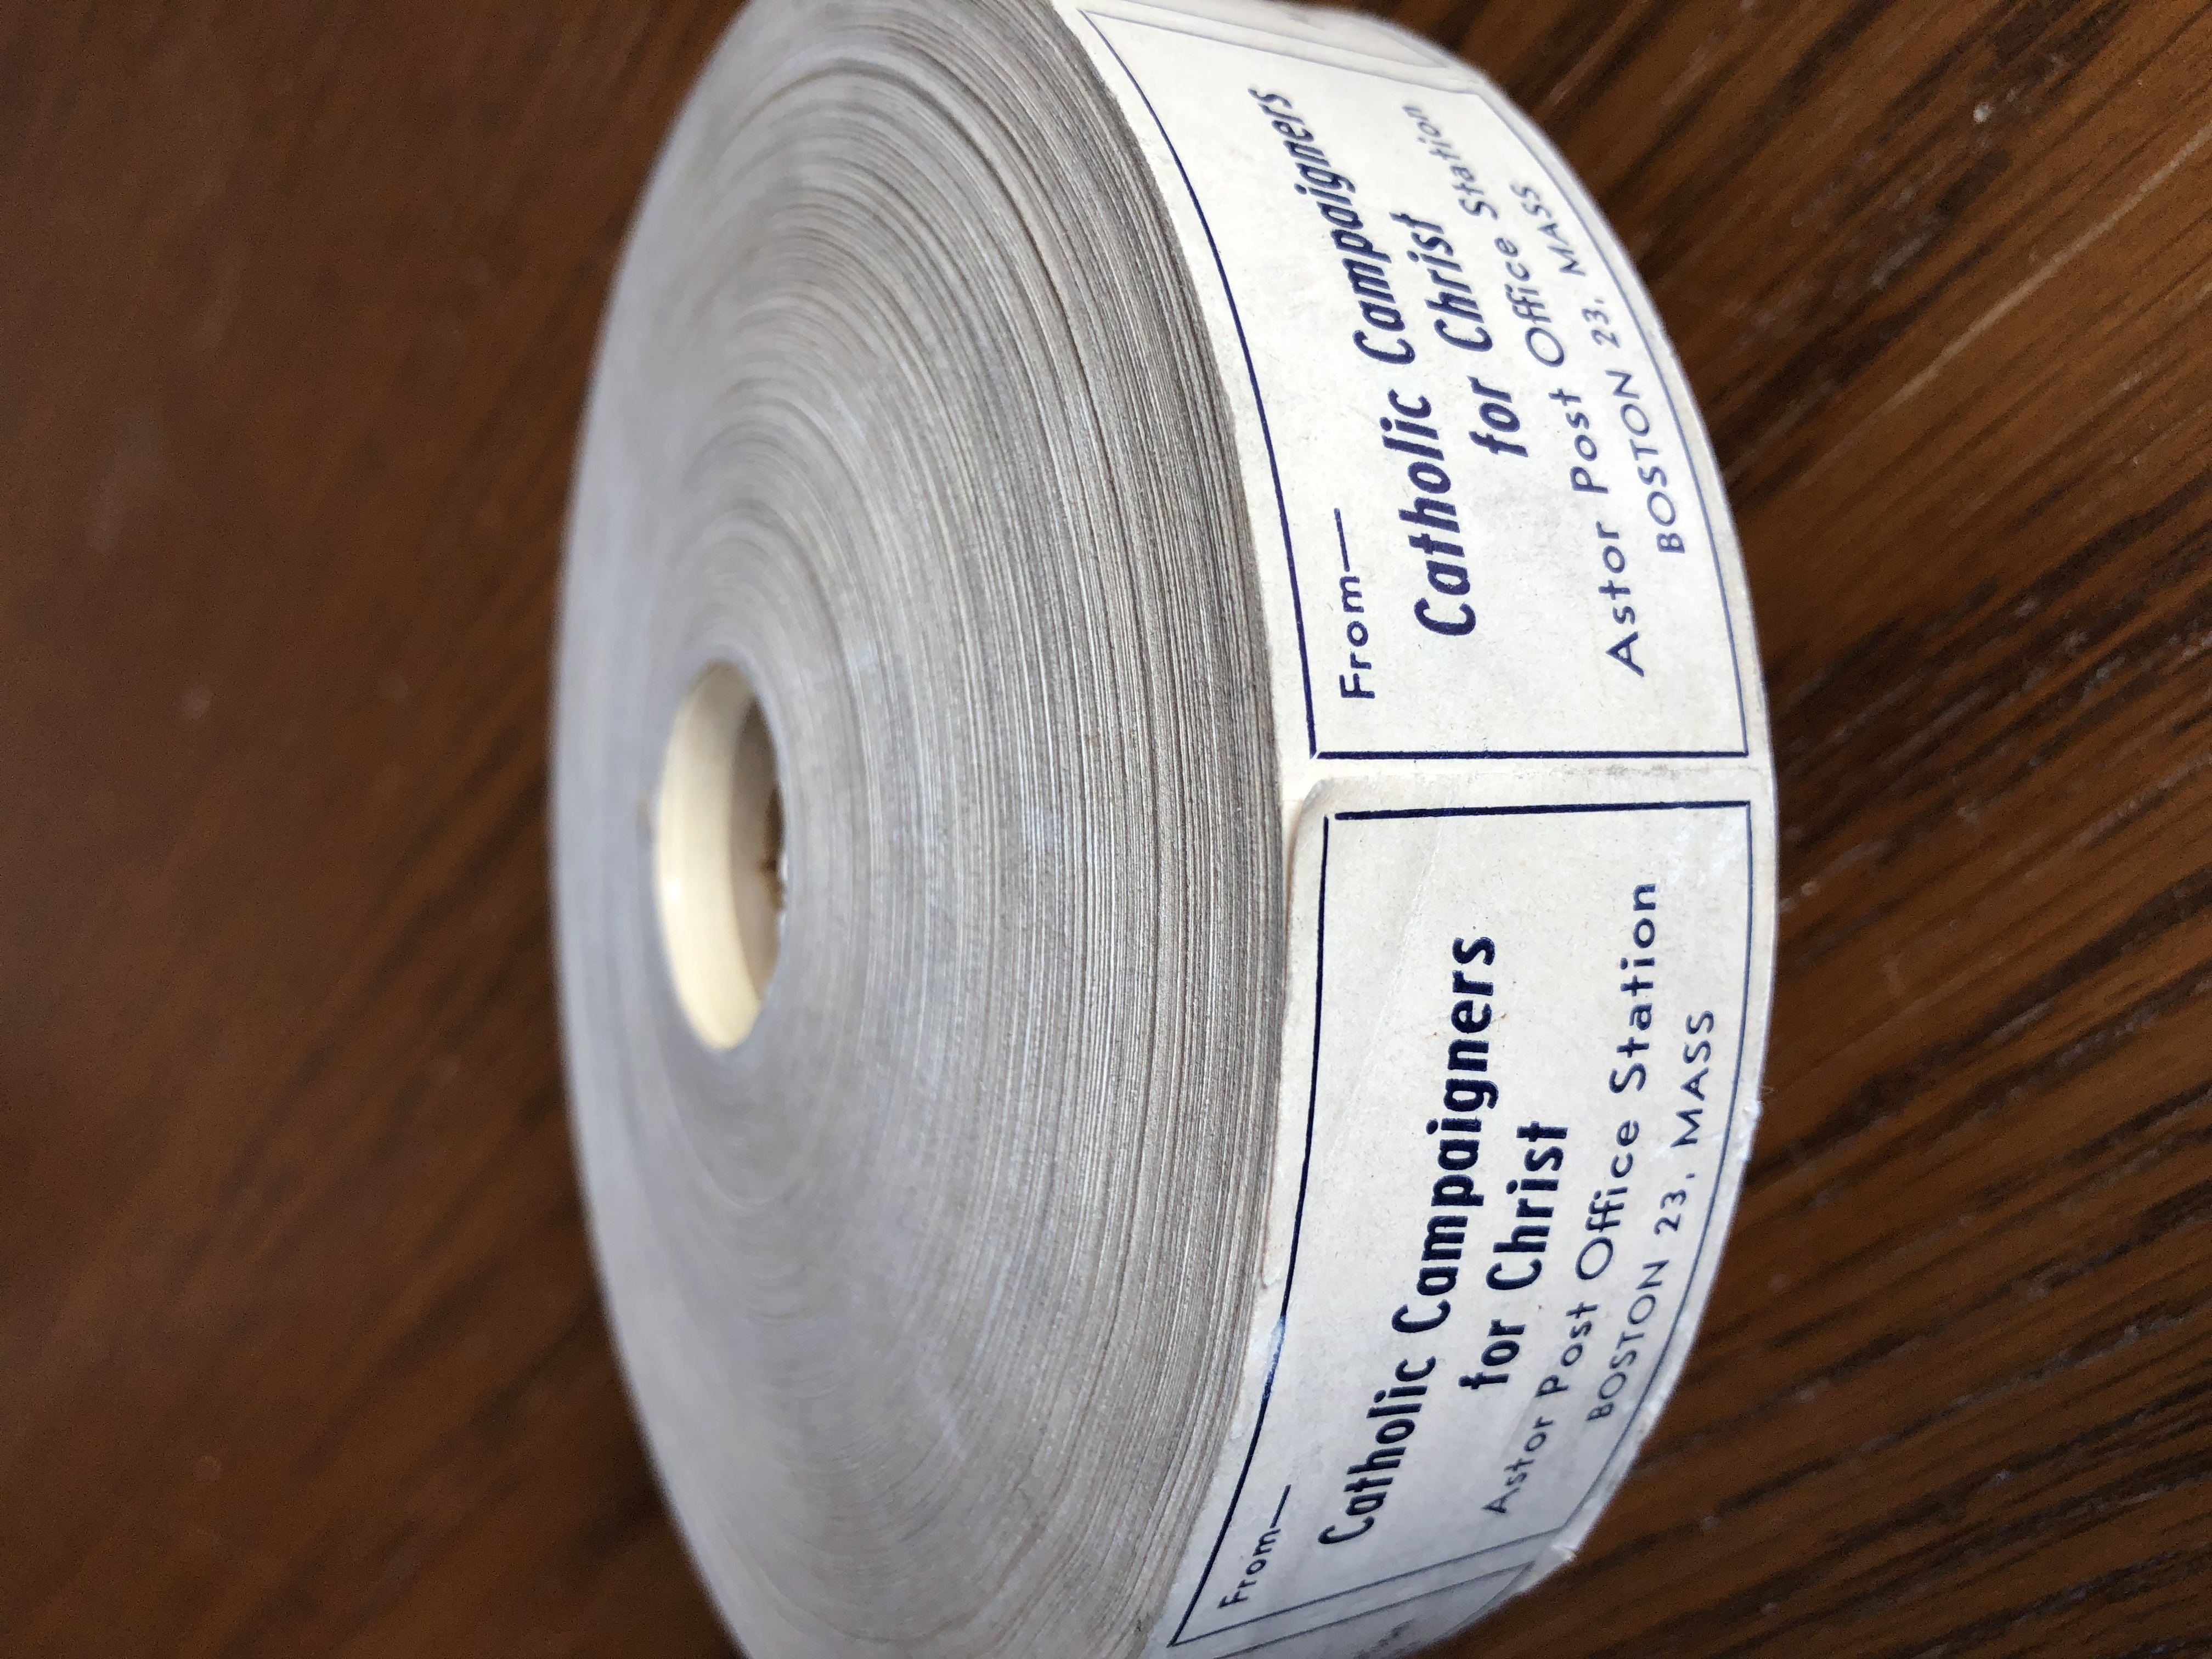 From—
Catholic Campaigners
for Christ
Astor Post Office Station
BOSTON 23, MASS
From—
Catholic Campaigners
for Christ
Astor Post Office Station
BOSTON 23, MASS